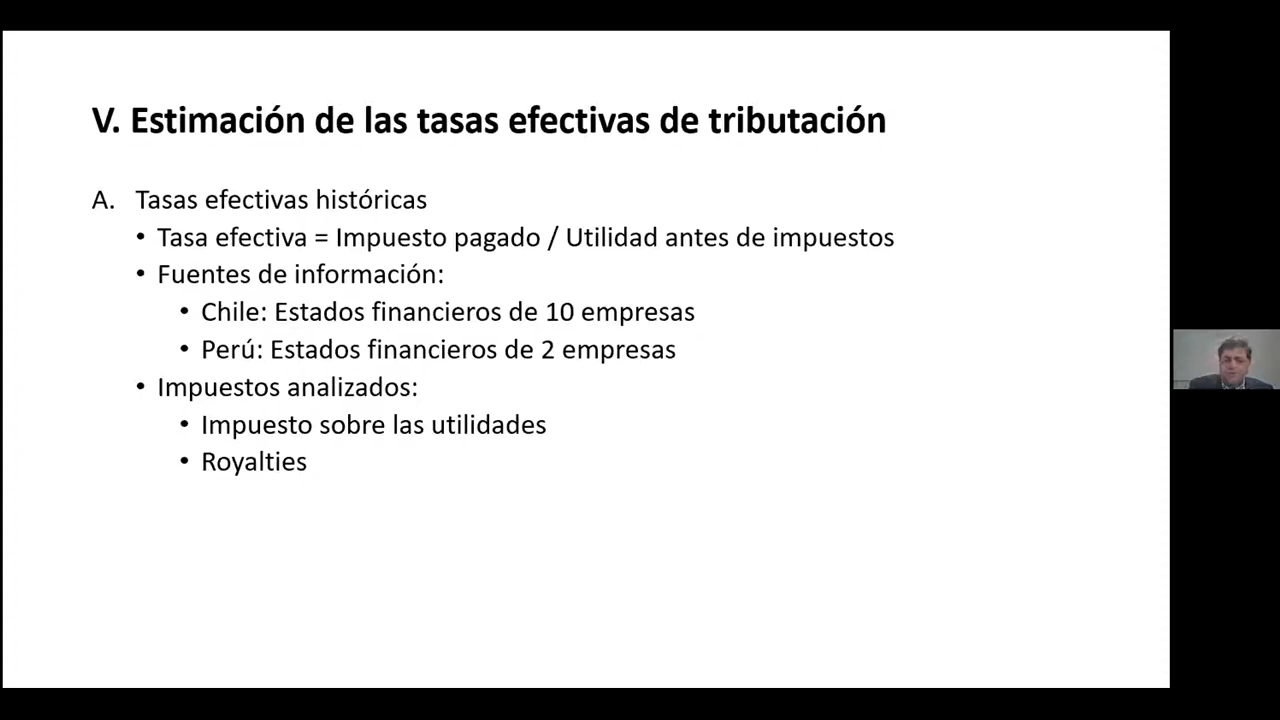 V. Estimación de las tasas efectivas de tributación
A. Tasas efectivas históricas
• Tasa efectiva = Impuesto pagado / Utilidad antes de impuestos
• Fuentes de información:
• Chile: Estados financieros de 10 empresas
• Perú: Estados financieros de 2 empresas
• Impuestos analizados:
• Impuesto sobre las utilidades
• Royalties